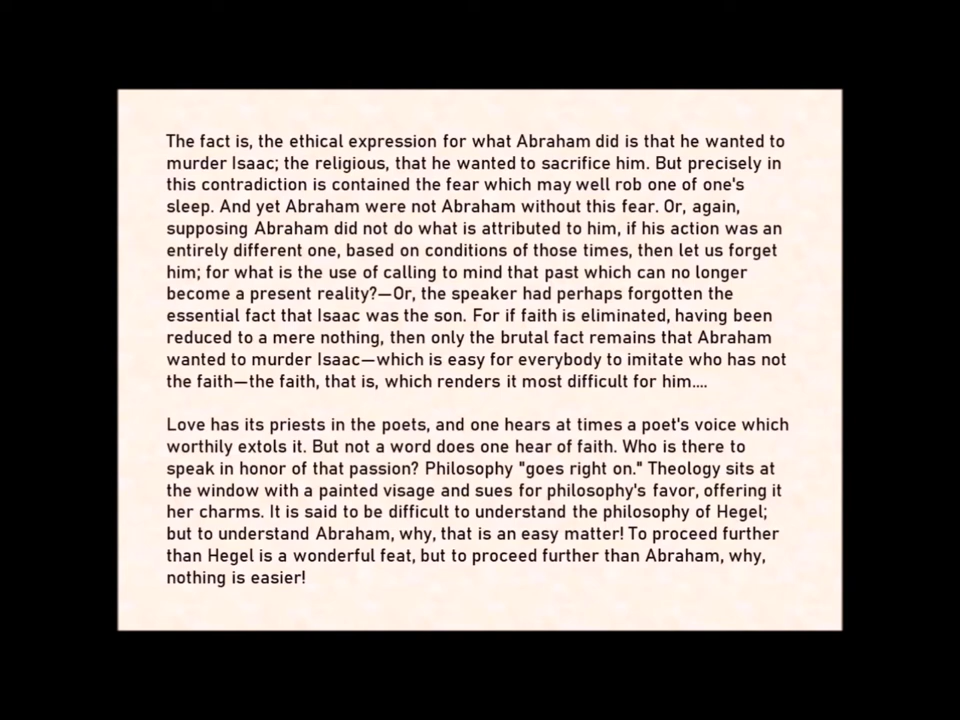 The fact is, the ethical expression for what Abraham did is that he wanted to
murder Isaac; the religious, that he wanted to sacrifice him. But precisely in
this contradiction is contained the fear which may well rob one of one's
sleep. And yet Abraham were not Abraham without this fear. Or, again,
supposing Abraham did not do what is attributed to him, if his action was an
entirely different one, based on conditions of those times, then let us forget
him; for what is the use of calling to mind that past which can no longer
become a present reality?—Or, the speaker had perhaps forgotten the
essential fact that Isaac was the son. For if faith is eliminated, having been
reduced to a mere nothing, then only the brutal fact remains that Abraham
wanted to murder Isaac—which is easy for everybody to imitate who has not
the faith—the faith, that is, which renders it most difficult for him....

Love has its priests in the poets, and one hears at times a poet's voice which
worthily extols it. But not a word does one hear of faith. Who is there to
speak in honor of that passion? Philosophy "goes right on." Theology sits at
the window with a painted visage and sues for philosophy's favor, offering it
her charms. It is said to be difficult to understand the philosophy of Hegel;
but to understand Abraham, why, that is an easy matter! To proceed further
than Hegel is a wonderful feat, but to proceed further than Abraham, why,
nothing is easier!